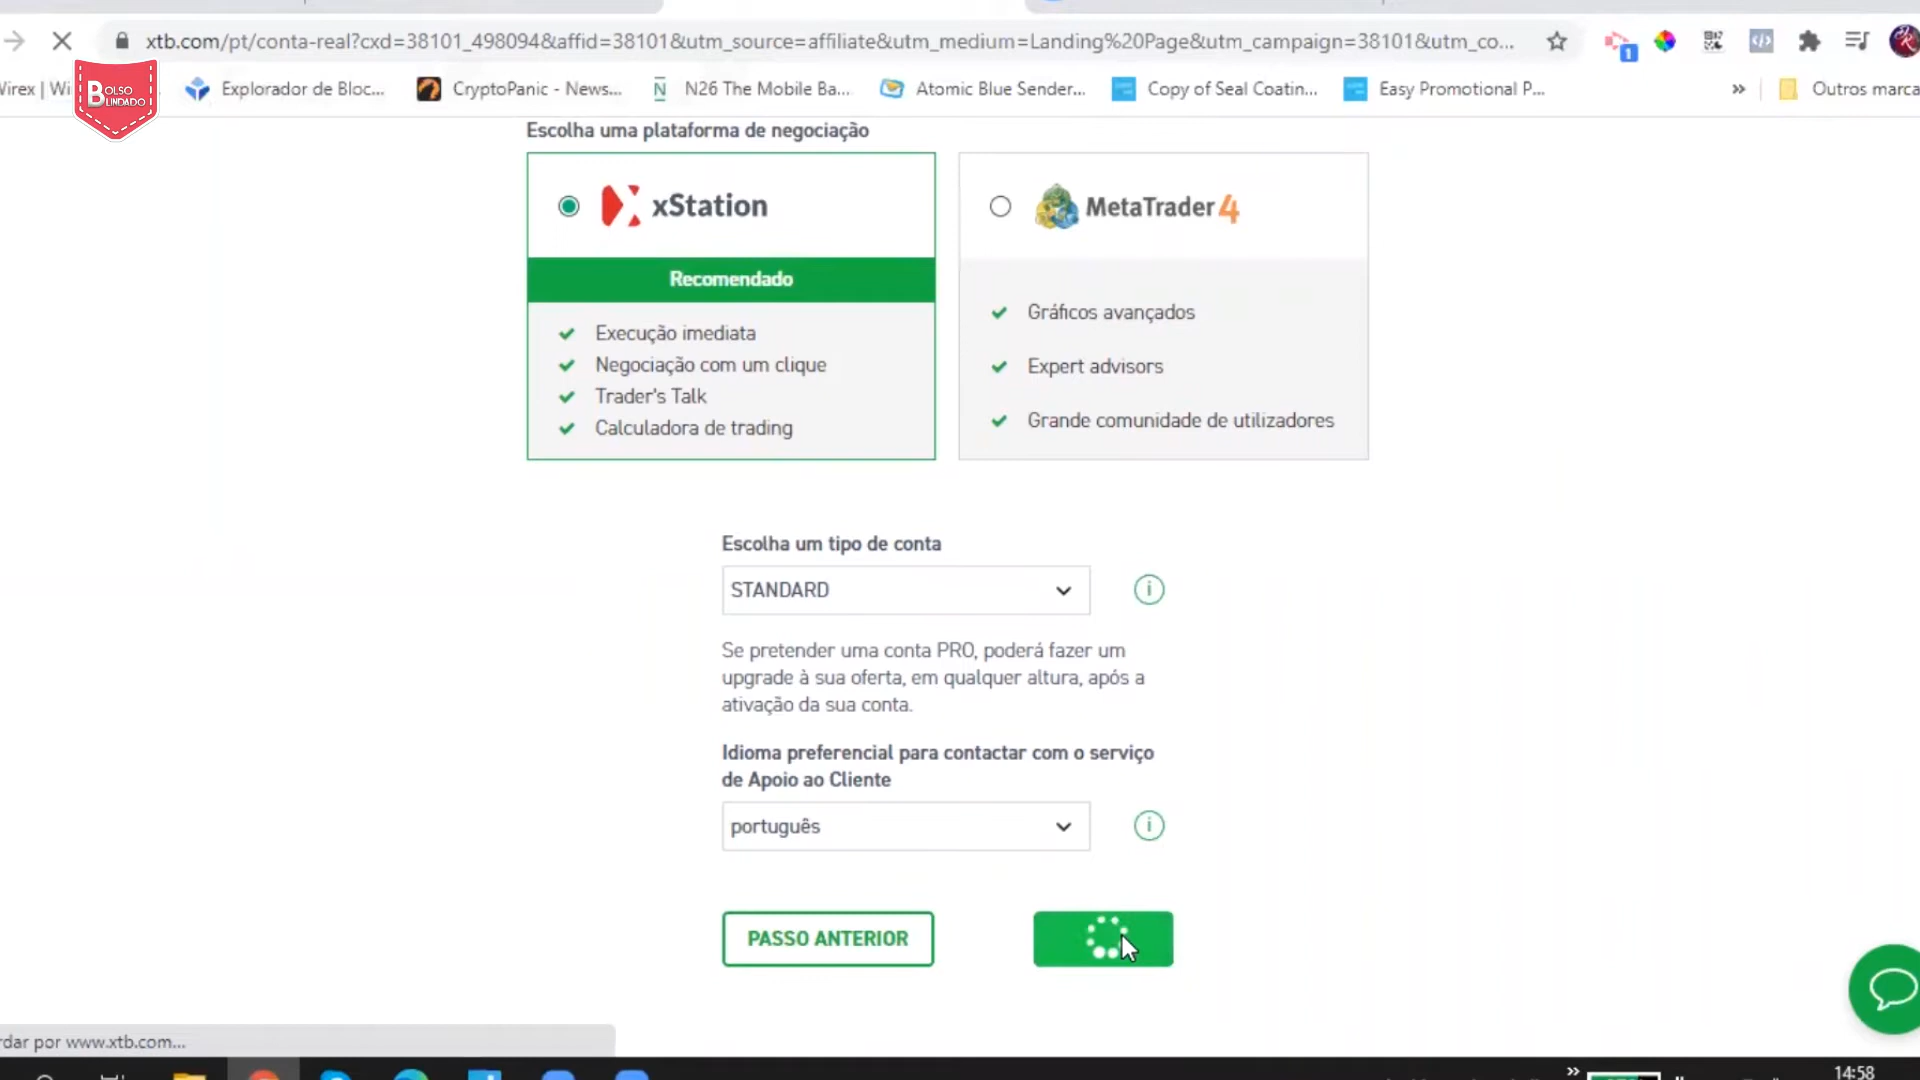 xtb.com/pt/conta-real?cxd=38101_498094&affid=38101&utm_source=affiliate&utm_medium=Landing%20Page&utm_campaign=38101&utm_co...
1
Explorador de Bloc...
CryptoPanic - News...
N26 The Mobile Ba...
Atomic Blue Sender...
Copy of Seal Coatin...
Easy Promotional P...
»
Outros marca
BOLSO
BLINDADO
Escolha uma plataforma de negociação
xStation
MetaTrader 4
Recomendado
Execução imediata
Negociação com um clique
Trader's Talk
Calculadora de trading
Gráficos avançados
Expert advisors
Grande comunidade de utilizadores
Escolha um tipo de conta
STANDARD
Se pretender uma conta PRO, poderá fazer um
upgrade à sua oferta, em qualquer altura, após a
ativação da sua conta.
Idioma preferencial para contactar com o serviço
de Apoio ao Cliente
português
PASSO ANTERIOR
rdar por www.xtb.com...
14:58